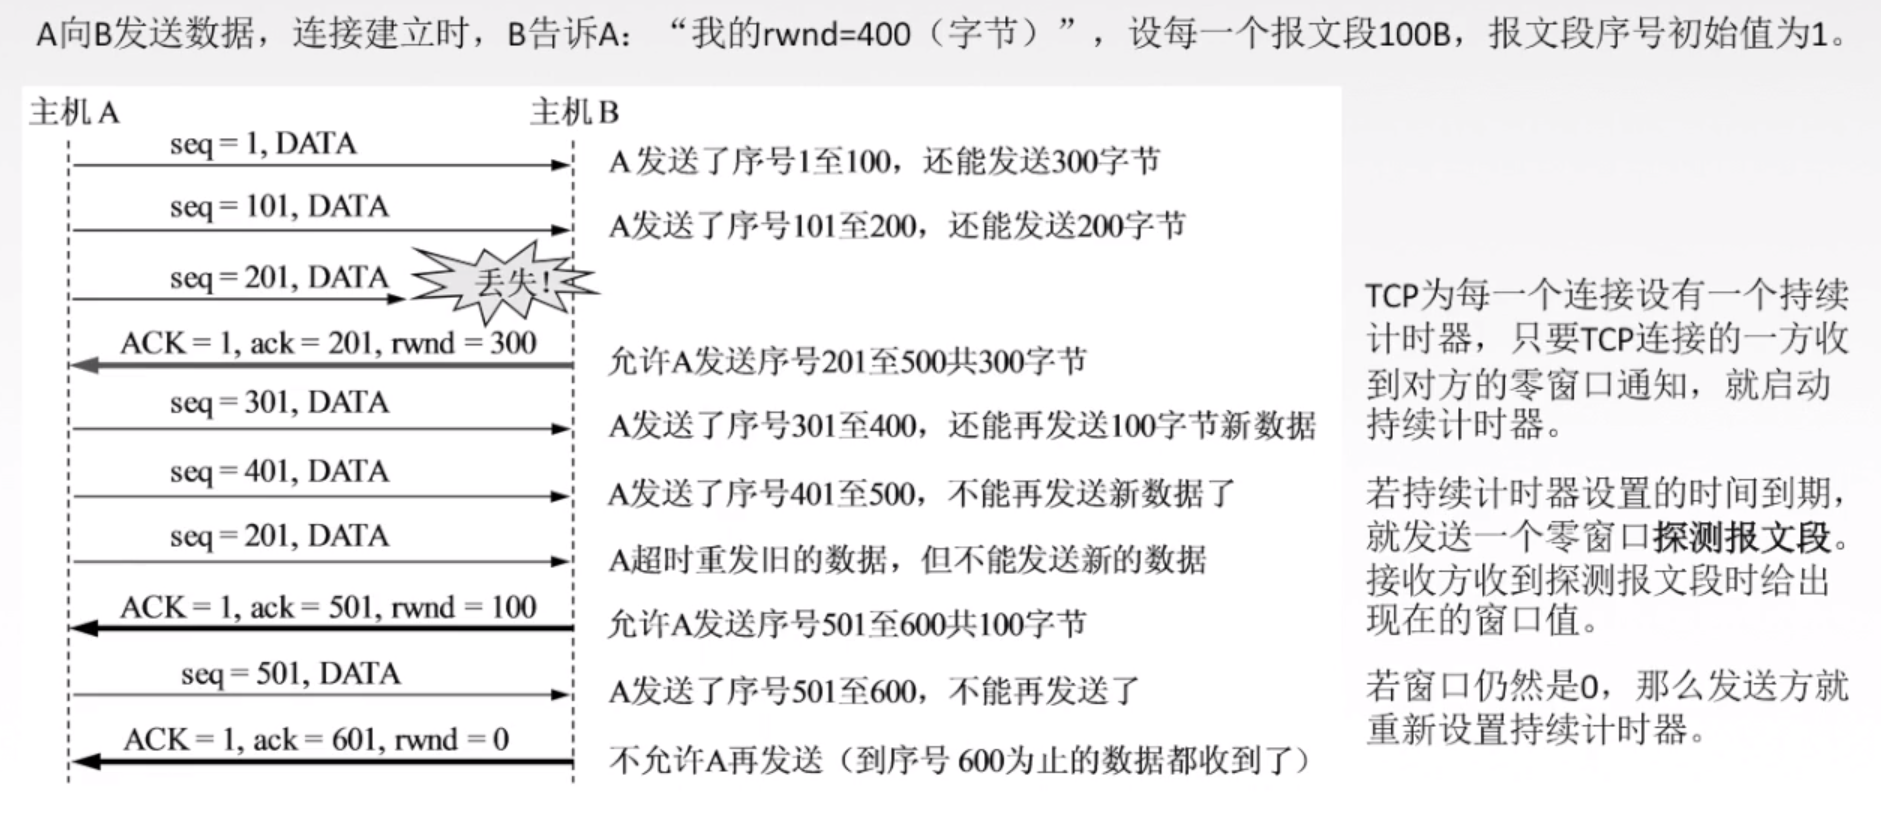 A向B发送数据，连接建立时，B告诉A：“我的rwnd=400（字节）”，设每一个报文段100B，报文段序号初始值为1。
主机A
主机B
seq = 1, DATA
A发送了序号1至100，还能发送300字节
seq = 101, DATA
A发送了序号101至200，还能发送200字节
seq = 201, DATA
丢失！
ACK = 1, ack = 201, rwnd = 300
允许A发送序号201至500共300字节
seq = 301, DATA
A发送了序号301至400，还能再发送100字节新数据
seq = 401, DATA
A发送了序号401至500，不能再发送新数据了
seq = 201, DATA
A超时重发旧的数据，但不能发送新的数据
ACK = 1, ack = 501, rwnd = 100
允许A发送序号501至600共100字节
seq = 501, DATA
A发送了序号501至600，不能再发送了
ACK = 1, ack = 601, rwnd = 0
不允许A再发送（到序号 600为止的数据都收到了）
TCP为每一个连接设有一个持续
计时器，只要TCP连接的一方收
到对方的零窗口通知，就启动
持续计时器。
若持续计时器设置的时间到期，
就发送一个零窗口探测报文段。
接收方收到探测报文段时给出
现在的窗口值。
若窗口仍然是0，那么发送方就
重新设置持续计时器。